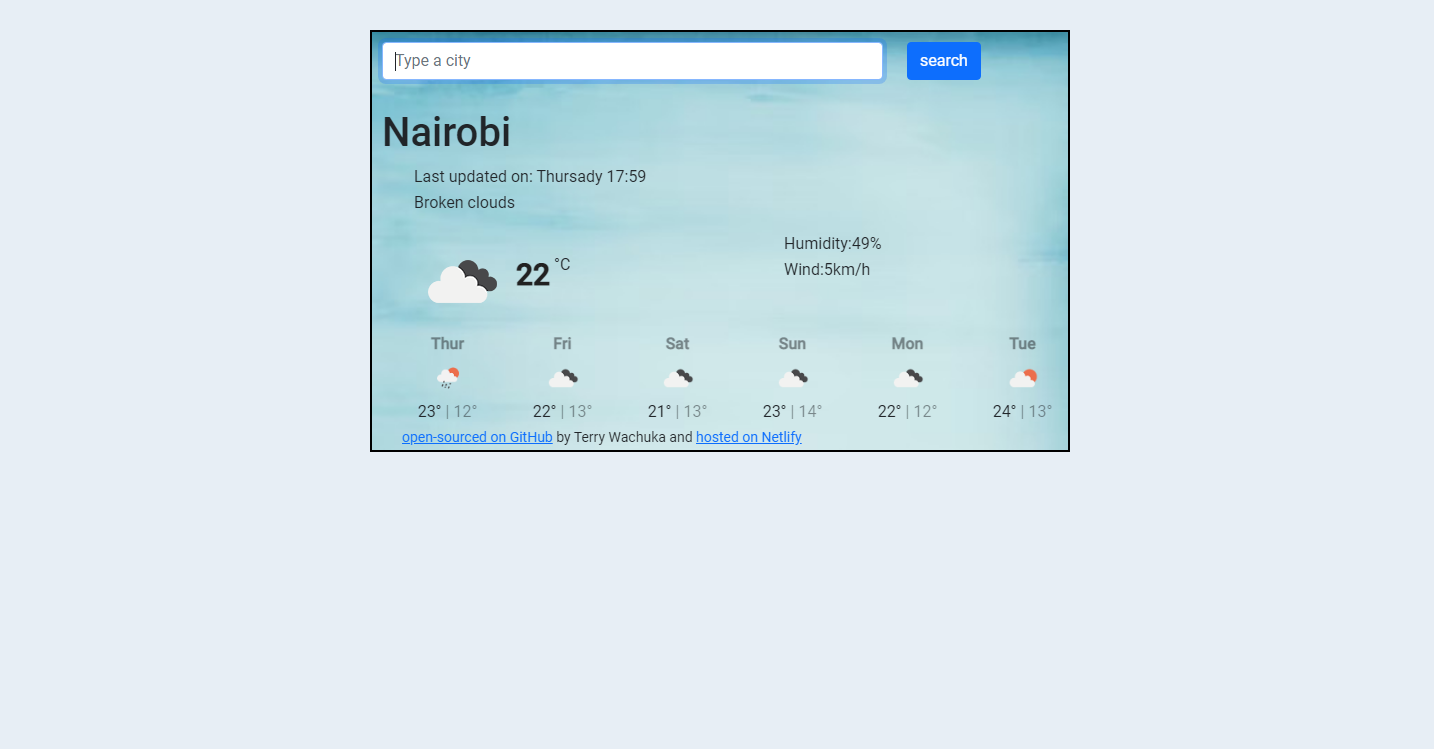 Type a city search
Nairobi
Last updated on: Thursady 17:59
Broken clouds
Humidity:49%
Wind:5km/h
22 °C
Thur Fri Sat Sun Mon Tue
23° | 12° 22° | 13° 21° | 13° 23° | 14° 22° | 12° 24° | 13°
open-sourced on GitHub by Terry Wachuka and hosted on Netlify